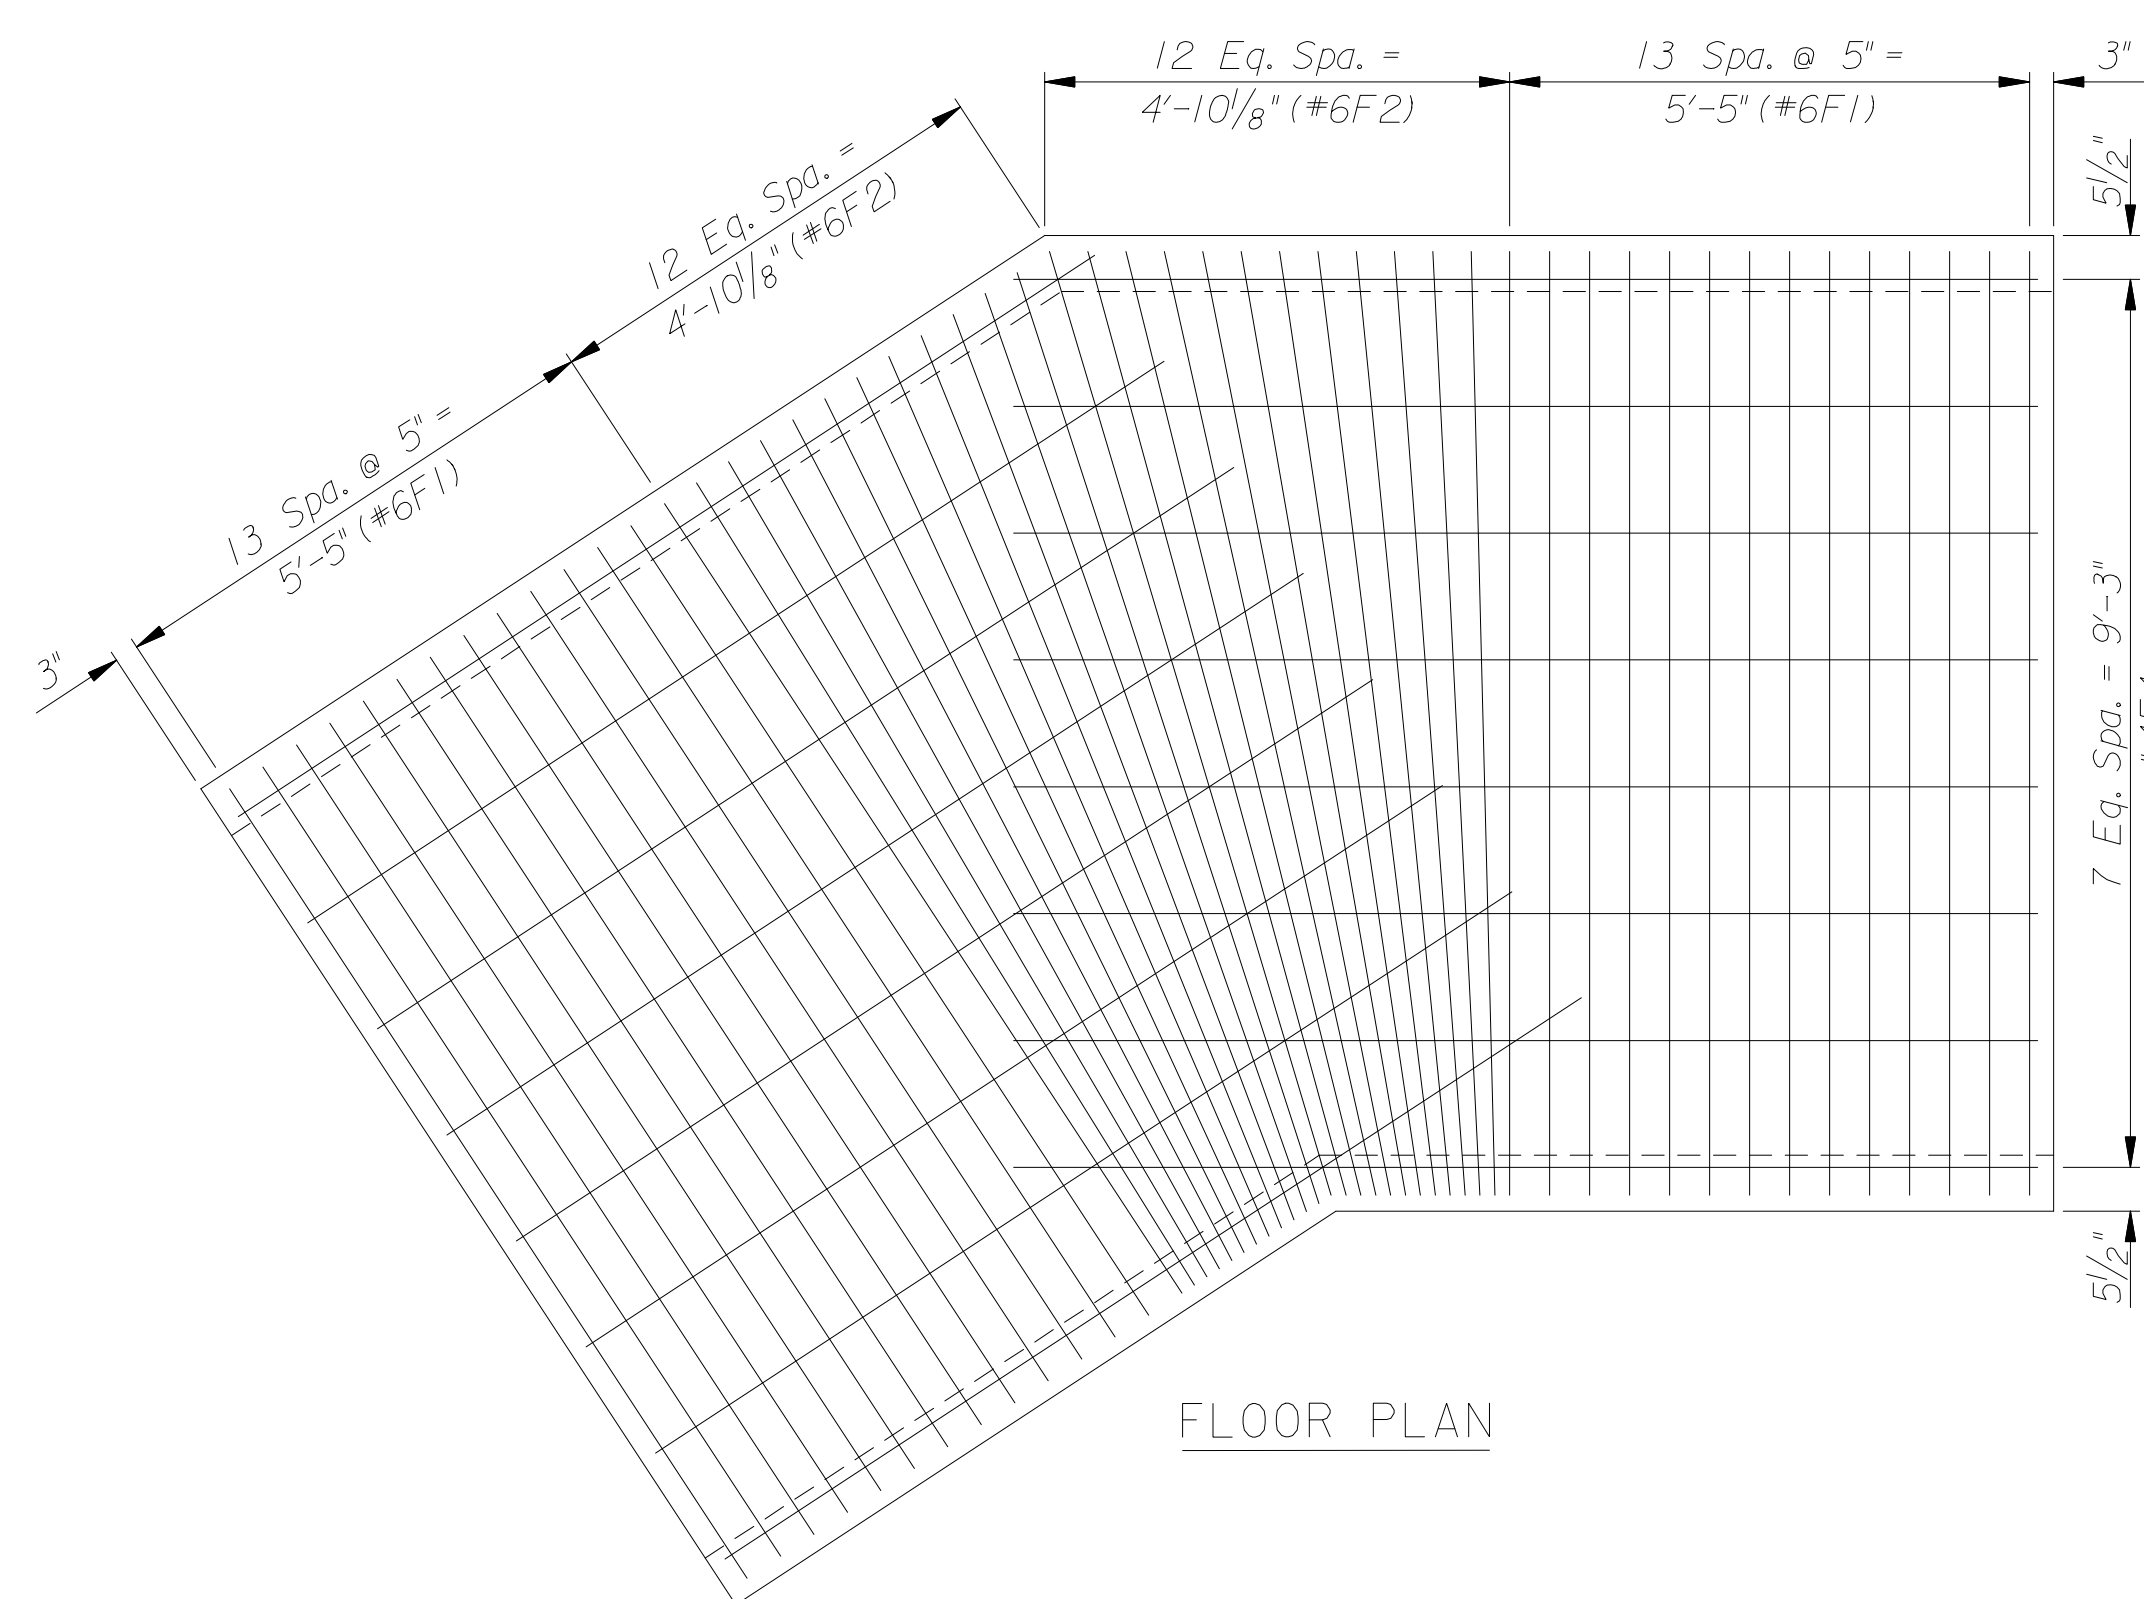 12 Eq. Spa. =
4'-10 1/8" (#6F2)
13 Spa. @ 5" =
5'-5" (#6F1)
3"
12 Eq. Spa. =
4'-10 1/8" (#6F2)
13 Spa. @ 5" =
5'-5" (#6F1)
3"
5 1/2"
7 Eq. Spa. = 9'-3"
5 1/2"
FLOOR PLAN